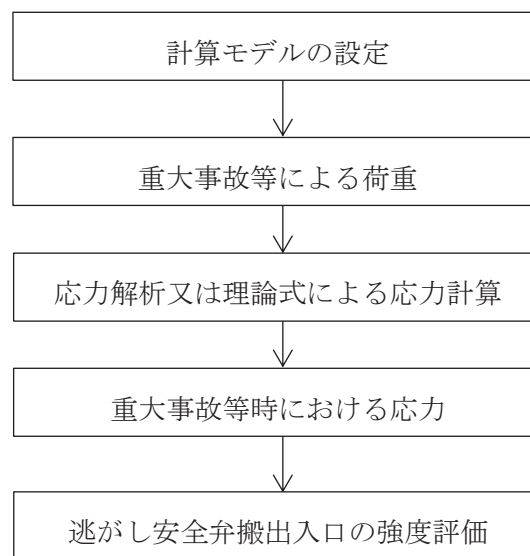 計算モデルの設定
重大事故等による荷重
応力解析又は理論式による応力計算
重大事故等時における応力
逃がし安全弁搬出入口の強度評価